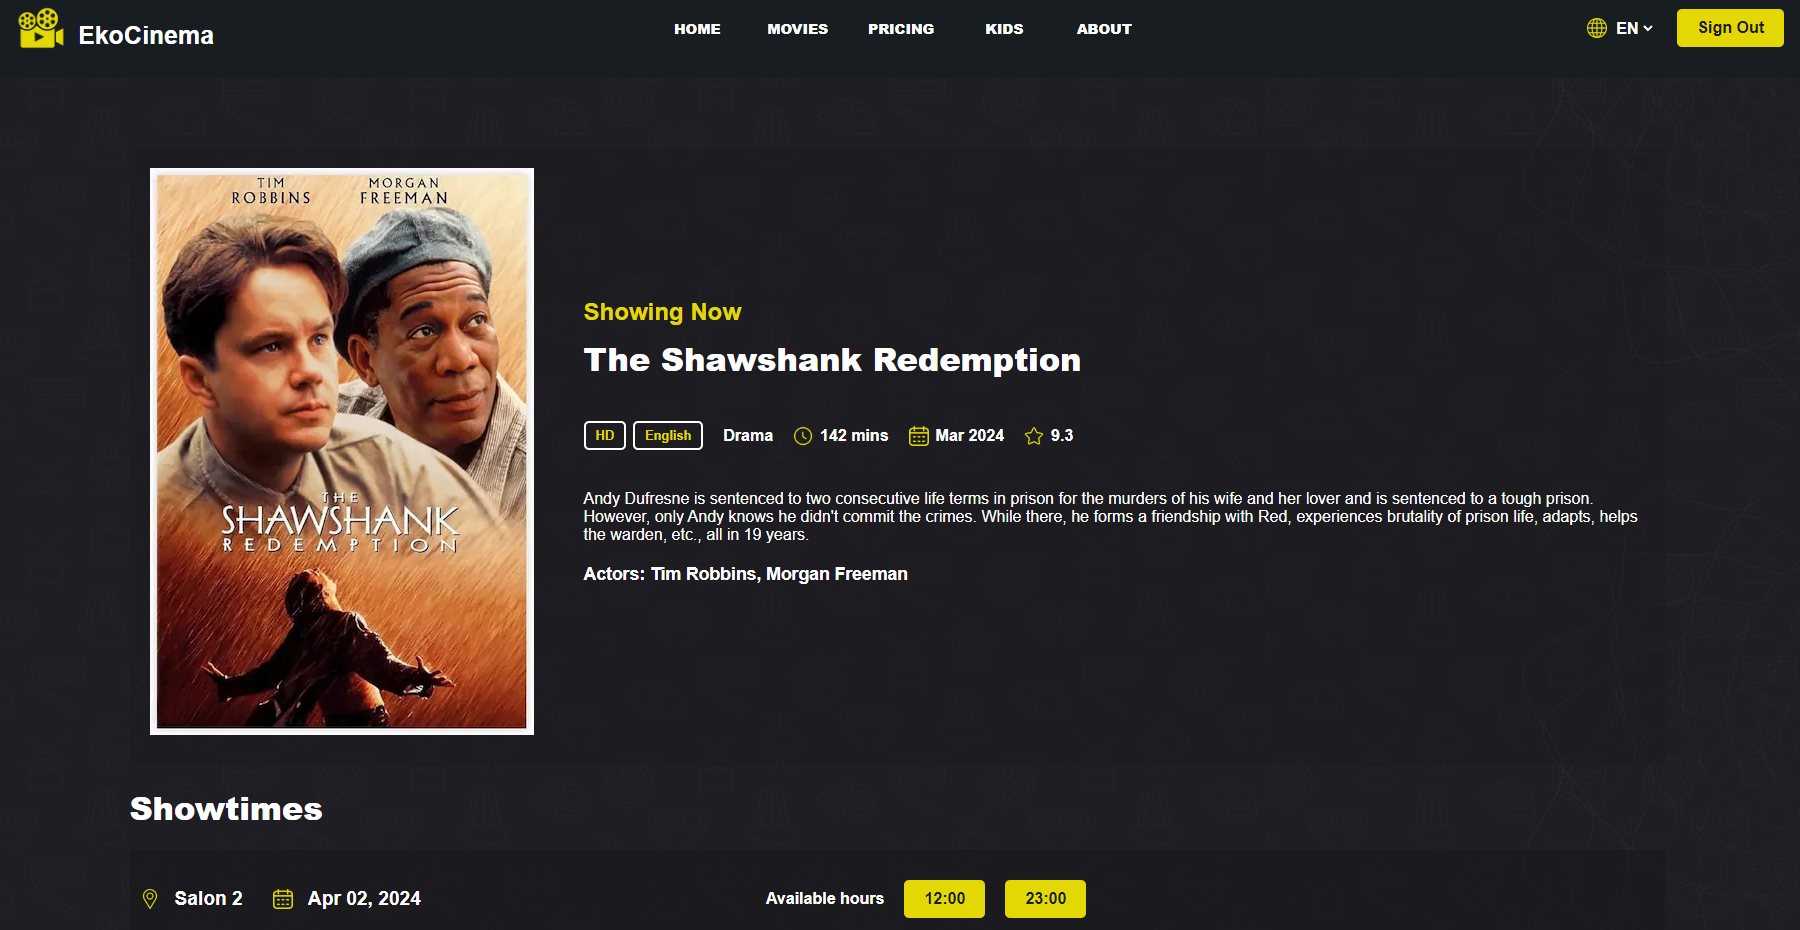 EkoCinema
HOME MOVIES PRICING KIDS ABOUT
EN
Sign Out
TIM ROBBINS
MORGAN FREEMAN
THE
SHAWSHANK
REDEMPTION
Showing Now
The Shawshank Redemption
HD English Drama 142 mins Mar 2024 9.3
Andy Dufresne is sentenced to two consecutive life terms in prison for the murders of his wife and her lover and is sentenced to a tough prison.
However, only Andy knows he didn't commit the crimes. While there, he forms a friendship with Red, experiences brutality of prison life, adapts, helps
the warden, etc., all in 19 years.
Actors: Tim Robbins, Morgan Freeman
Showtimes
Salon 2 Apr 02, 2024 Available hours 12:00 23:00